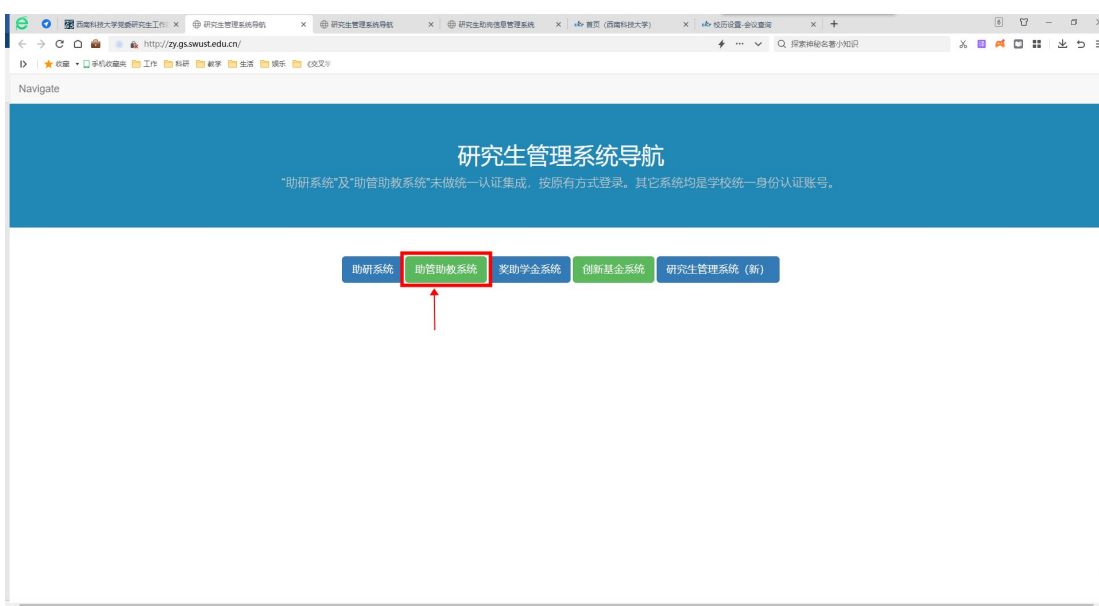 西南科技大学党委研究生工作
研究生管理系统导航
研究生管理系统导航
研究生助岗信息管理系统
首页（西南科技大学）
校历设置-会议查询
6
http://zy.gs.swust.edu.cn/
探索神秘名著小知识
收藏
手机收藏夹
工作
科研
教学
生活
娱乐
Navigate
研究生管理系统导航
"助研系统"及"助管助教系统"未做统一认证集成，按原有方式登录。其它系统均是学校统一身份认证账号。
助研系统 助管助教系统 奖助学金系统 创新基金系统 研究生管理系统（新）